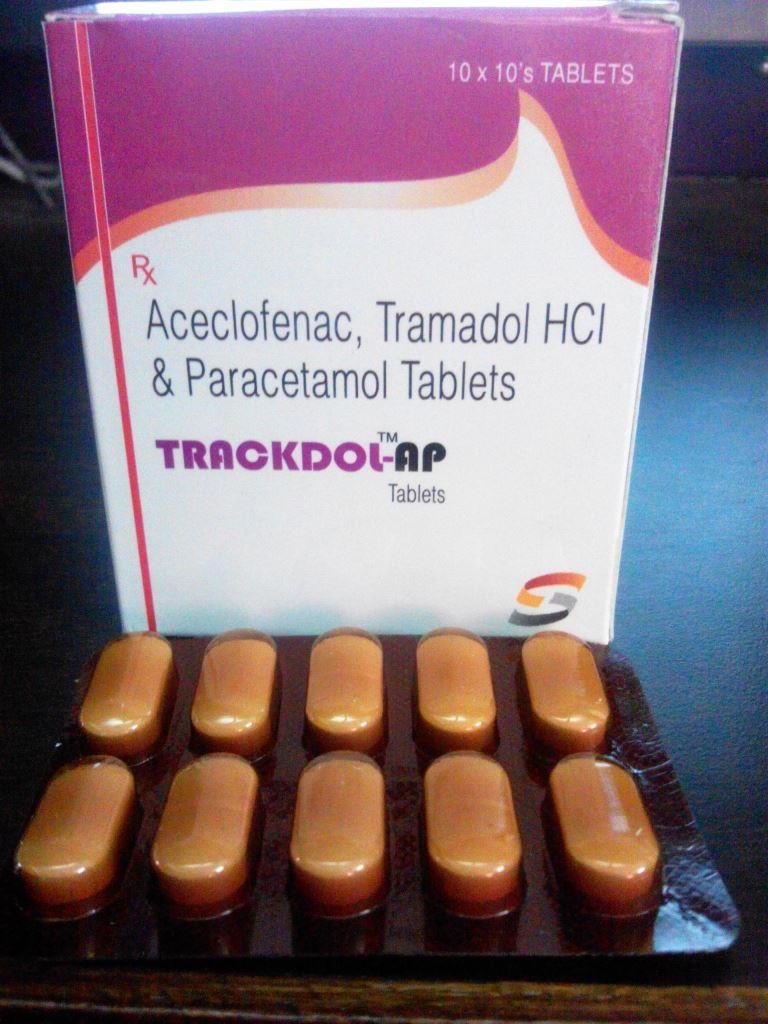 10 x 10's TABLETS
Rx
Aceclofenac, Tramadol HCl
& Paracetamol Tablets
TRACKDOL-AP™
Tablets